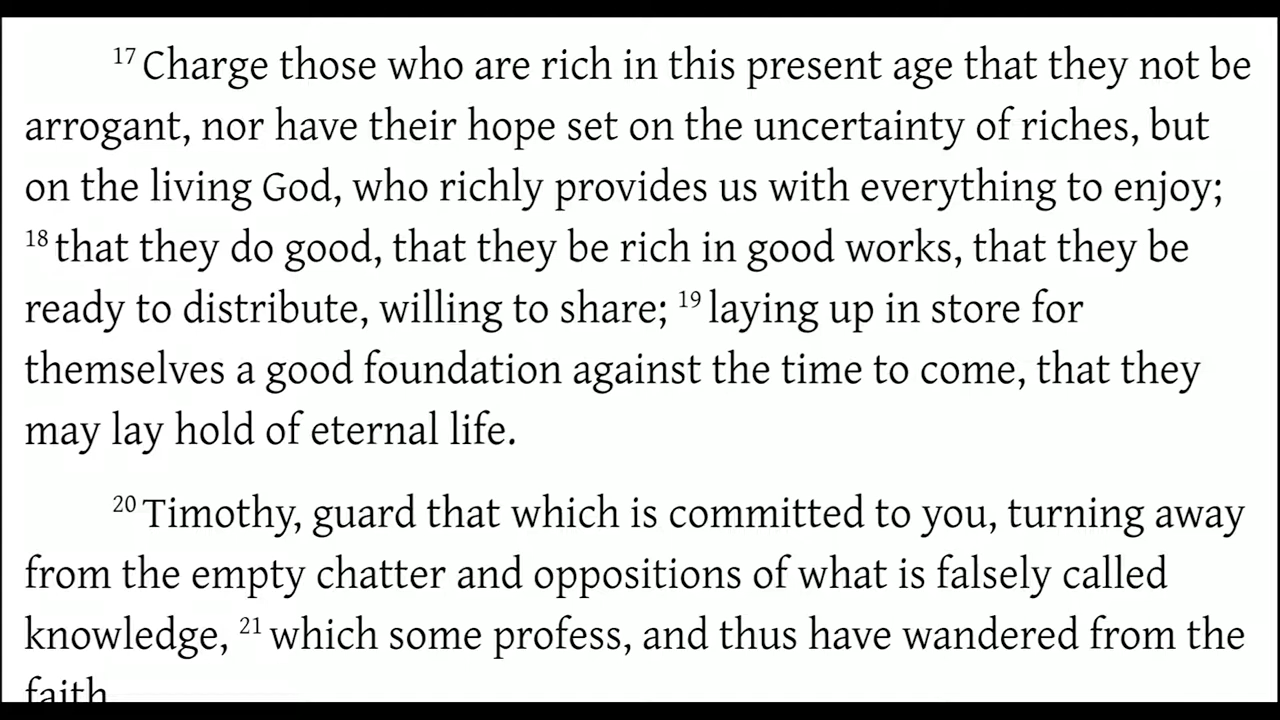 17 Charge those who are rich in this present age that they not be
arrogant, nor have their hope set on the uncertainty of riches, but
on the living God, who richly provides us with everything to enjoy;
18 that they do good, that they be rich in good works, that they be
ready to distribute, willing to share; 19 laying up in store for
themselves a good foundation against the time to come, that they
may lay hold of eternal life.
20 Timothy, guard that which is committed to you, turning away
from the empty chatter and oppositions of what is falsely called
knowledge, 21 which some profess, and thus have wandered from the
faith